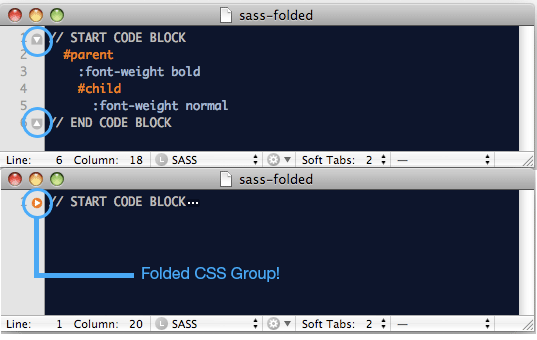 sass-folded
1 // START CODE BLOCK
2 #parent
3 :font-weight bold
4 #child
5 :font-weight normal
6 // END CODE BLOCK
Line: 6 Column: 18 L SASS Soft Tabs: 2 —
sass-folded
1 // START CODE BLOCK...
Folded CSS Group!
Line: 1 Column: 20 L SASS Soft Tabs: 2 —